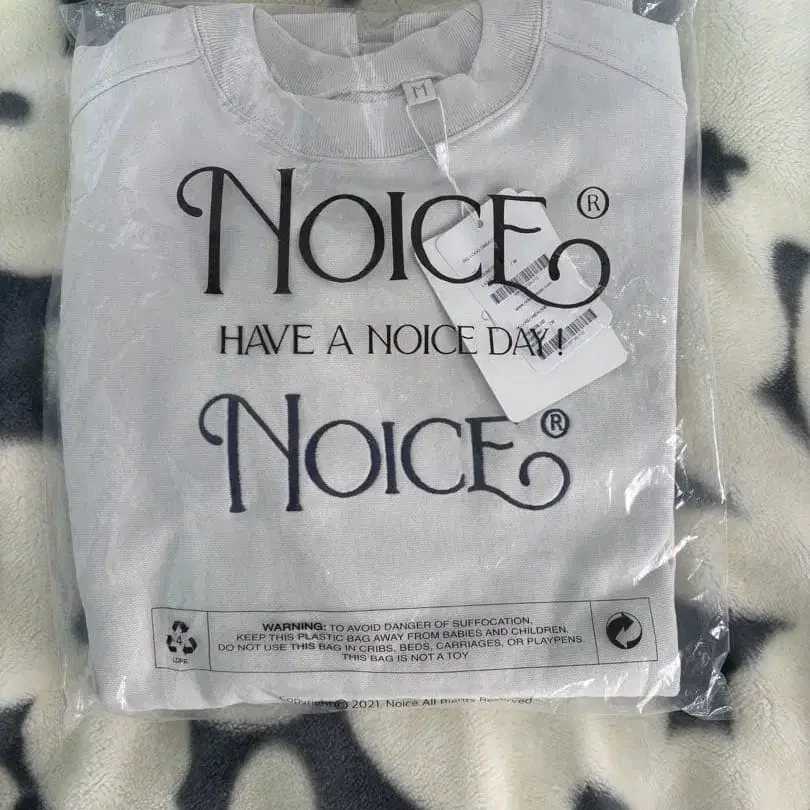 M
NOICE®
HAVE A NOICE DAY!
NOICE®
4
LDPE
WARNING: TO AVOID DANGER OF SUFFOCATION,
KEEP THIS PLASTIC BAG AWAY FROM BABIES AND CHILDREN.
DO NOT USE THIS BAG IN CRIBS, BEDS, CARRIAGES, OR PLAYPENS.
THIS BAG IS NOT A TOY
Copyright © 2021, Noice All Rights Reserved.